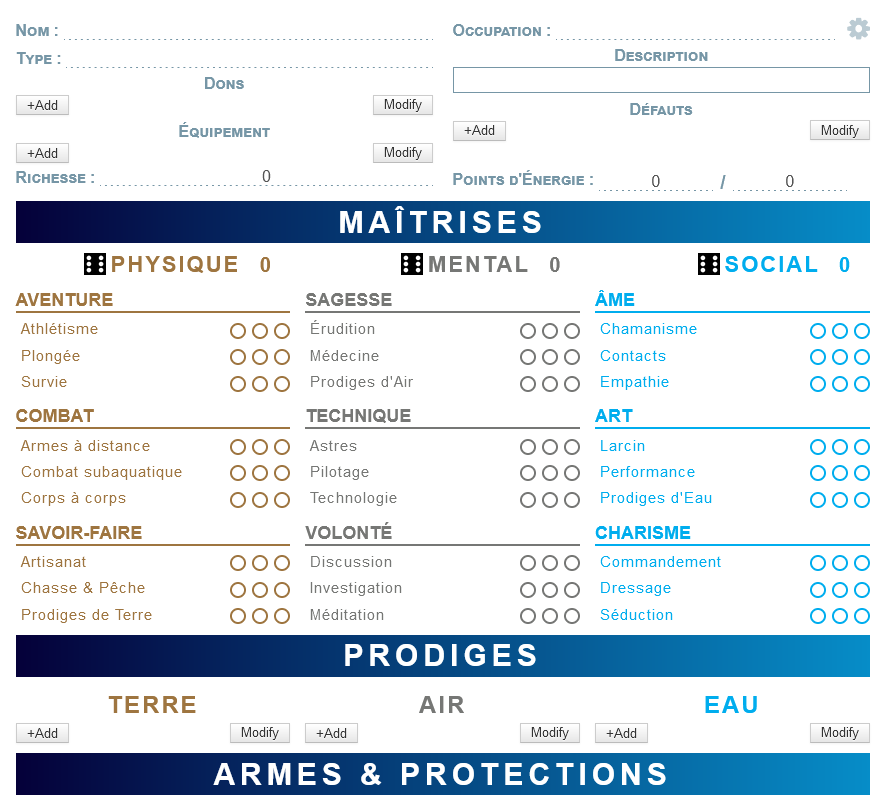 Nom :
Occupation :
Type :
Description
Dons
+Add Modify
Défauts
+Add Modify
Équipement
+Add Modify
Richesse : 0
Points d'Énergie : 0 / 0
MAÎTRISES
PHYSIQUE 0
MENTAL 0
SOCIAL 0
AVENTURE
Athlétisme
Plongée
Survie
SAGESSE
Érudition
Médecine
Prodiges d'Air
ÂME
Chamanisme
Contacts
Empathie
COMBAT
Armes à distance
Combat subaquatique
Corps à corps
TECHNIQUE
Astres
Pilotage
Technologie
ART
Larcin
Performance
Prodiges d'Eau
SAVOIR-FAIRE
Artisanat
Chasse & Pêche
Prodiges de Terre
VOLONTÉ
Discussion
Investigation
Méditation
CHARISME
Commandement
Dressage
Séduction
PRODIGES
TERRE
+Add Modify
AIR
+Add Modify
EAU
+Add Modify
ARMES & PROTECTIONS